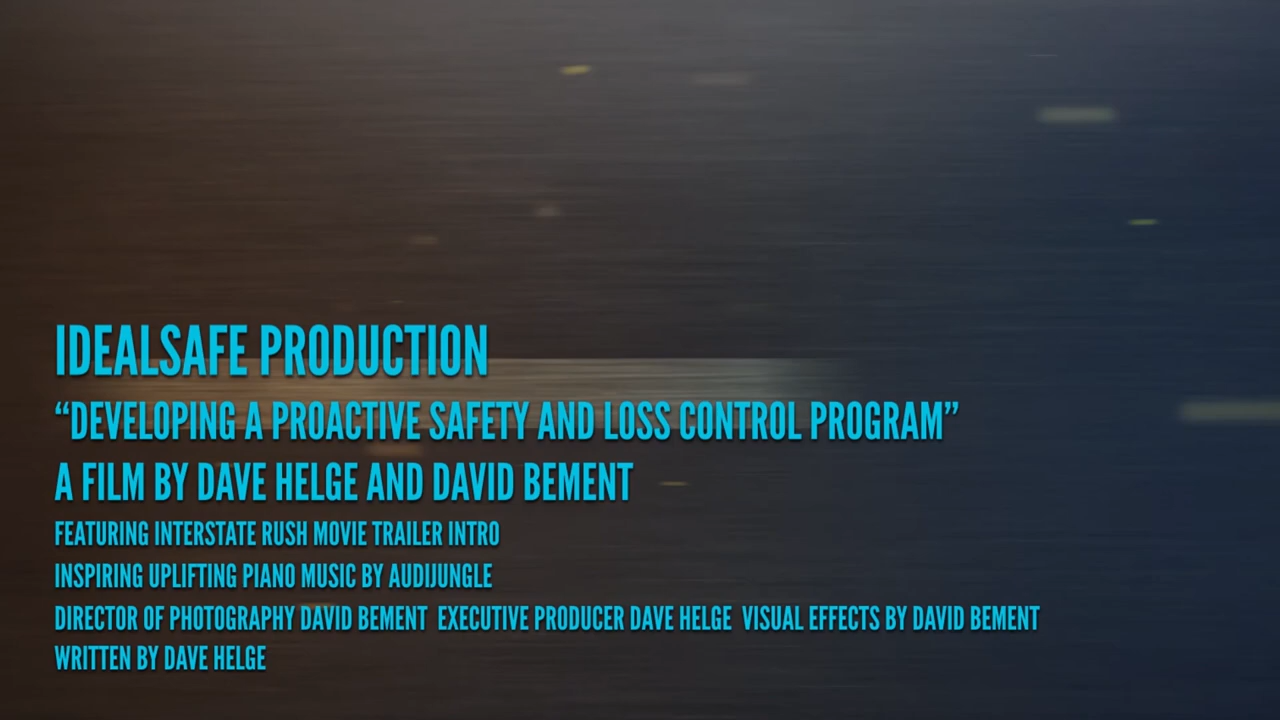 IDEALSAFE PRODUCTION
“DEVELOPING A PROACTIVE SAFETY AND LOSS CONTROL PROGRAM”
A FILM BY DAVE HELGE AND DAVID BEMENT
FEATURING INTERSTATE RUSH MOVIE TRAILER INTRO
INSPIRING UPLIFTING PIANO MUSIC BY AUDIJUNGLE
DIRECTOR OF PHOTOGRAPHY DAVID BEMENT EXECUTIVE PRODUCER DAVE HELGE VISUAL EFFECTS BY DAVID BEMENT
WRITTEN BY DAVE HELGE